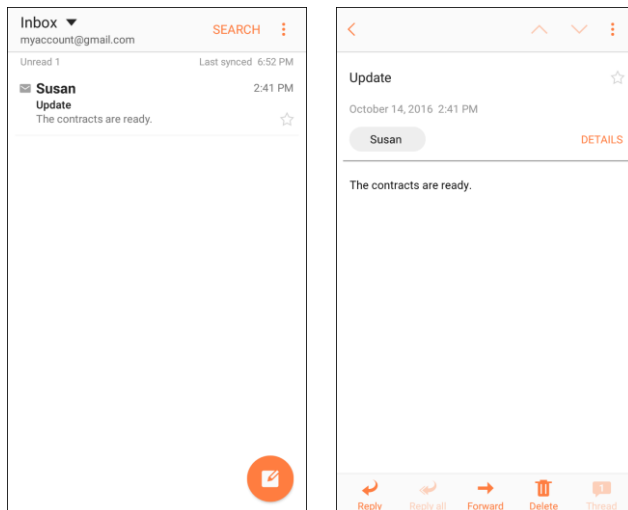 Inbox
SEARCH
myaccount@gmail.com
Unread 1
Last synced 6:52 PM
Susan
2:41 PM
Update
The contracts are ready.
Update
October 14, 2016 2:41 PM
Susan
DETAILS
The contracts are ready.
Reply
Reply all
Forward
Delete
1
Thread